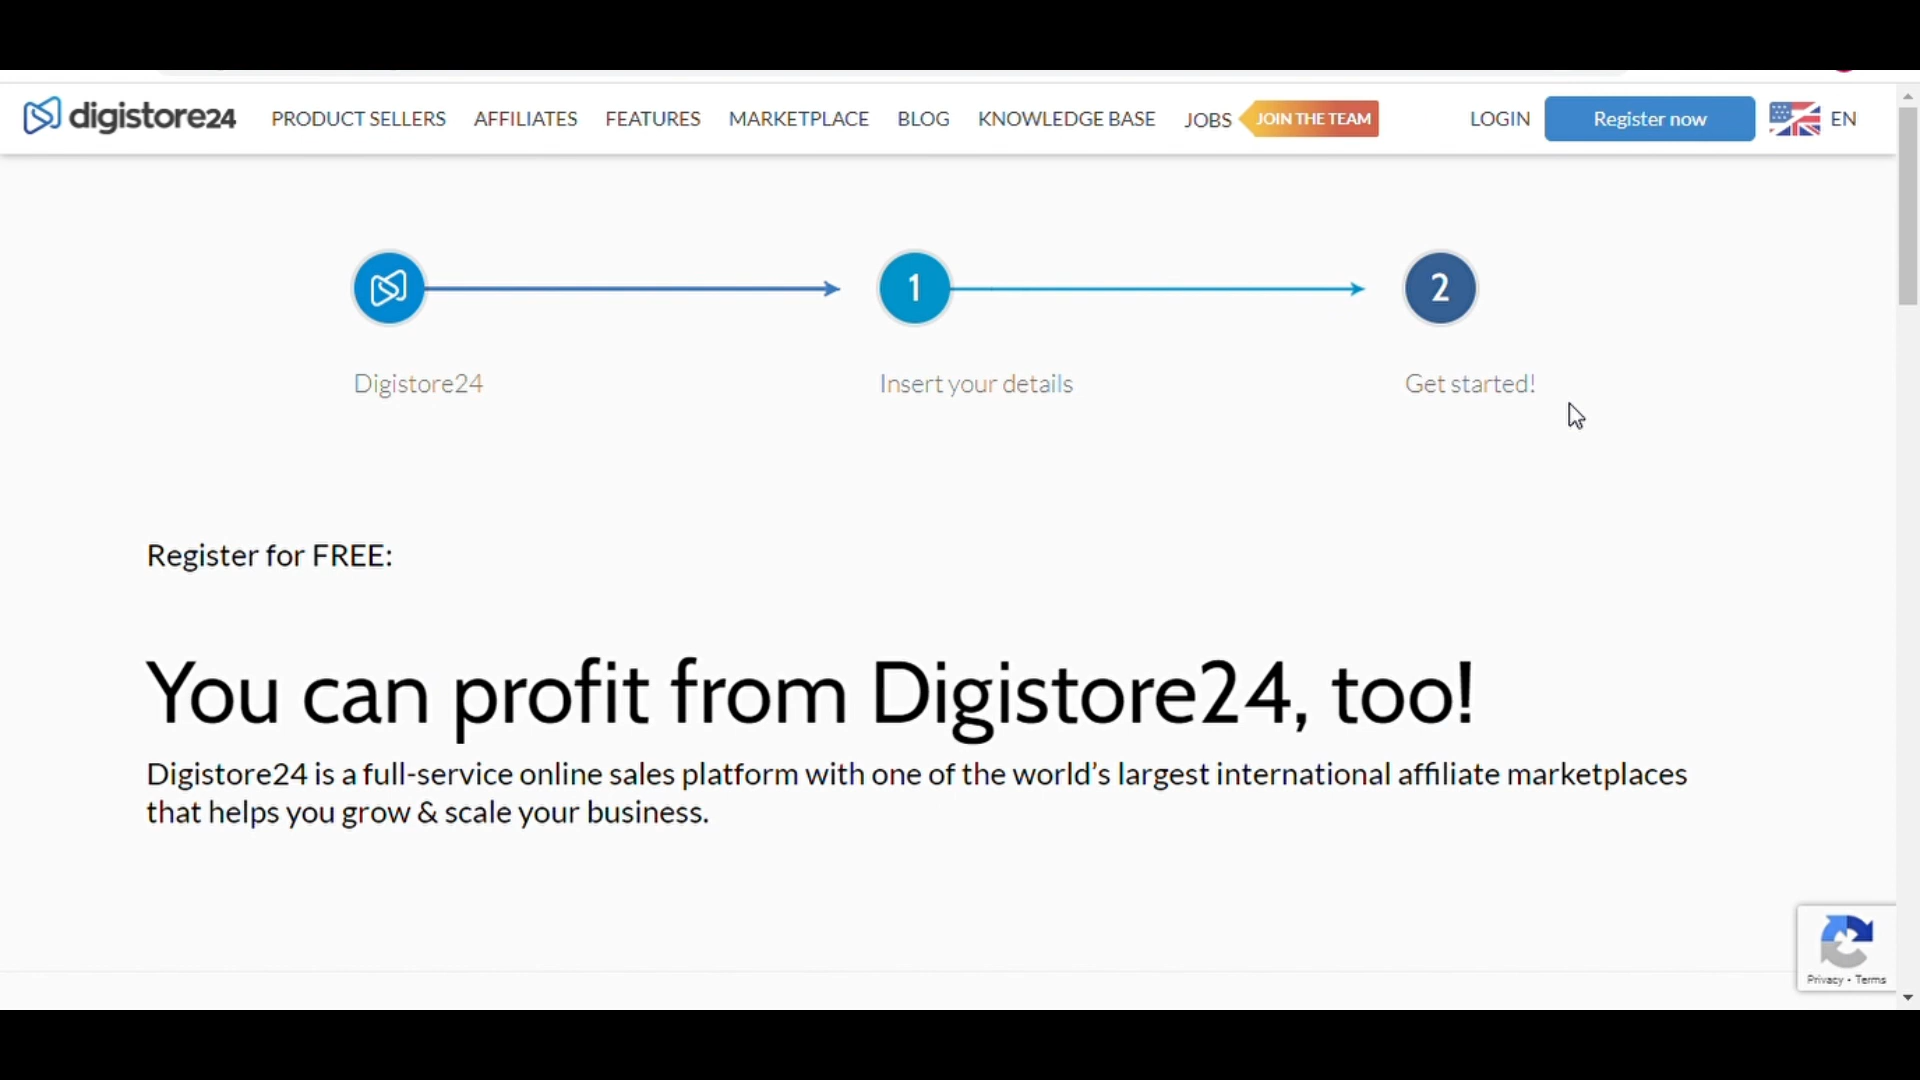 digistore24 PRODUCT SELLERS AFFILIATES FEATURES MARKETPLACE BLOG KNOWLEDGE BASE JOBS JOIN THE TEAM LOGIN Register now EN
1 2
Digistore24 Insert your details Get started!
Register for FREE:
You can profit from Digistore24, too!
Digistore24 is a full-service online sales platform with one of the world’s largest international affiliate marketplaces
that helps you grow & scale your business.
Privacy - Terms